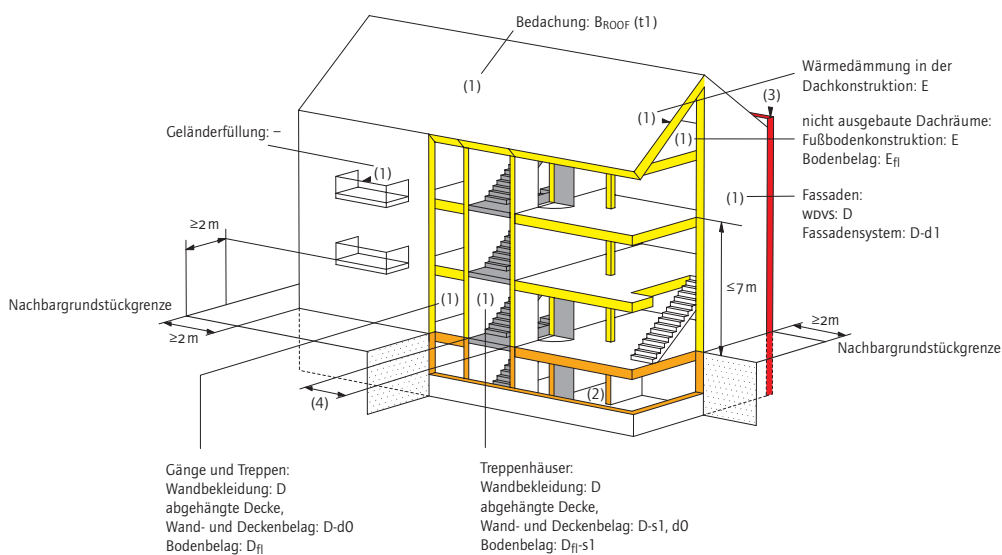 Bedachung: BROOF (t1)
(1)
Wärmedämmung in der
Dachkonstruktion: E
(3)
(1)
nicht ausgebaute Dachräume:
Fußbodenkonstruktion: E
Bodenbelag: Efl
(1)
Geländerfüllung: –
(1)
(1)
Fassaden:
WDVS: D
Fassadensystem: D-d1
≥2 m
≤7 m
Nachbargrundstückgrenze
≥2 m
(1)
(1)
≥2 m
Nachbargrundstückgrenze
(4)
(2)
Gänge und Treppen:
Wandbekleidung: D
abgehängte Decke,
Wand- und Deckenbelag: D-d0
Bodenbelag: Dfl
Treppenhäuser:
Wandbekleidung: D
abgehängte Decke,
Wand- und Deckenbelag: D-s1, d0
Bodenbelag: Dfl-s1